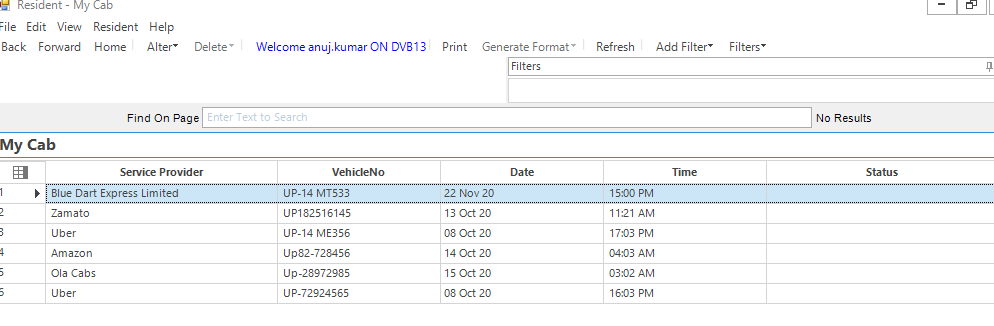 Resident - My Cab
File Edit View Resident Help
Back Forward Home Alter Delete Welcome anuj.kumar ON DVB13 Print Generate Format Refresh Add Filter Filters
Filters
Find On Page Enter Text to Search No Results
My Cab
Service Provider VehicleNo Date Time Status
1 Blue Dart Express Limited UP-14 MT533 22 Nov 20 15:00 PM
2 Zamato UP182516145 13 Oct 20 11:21 AM
3 Uber UP-14 ME356 08 Oct 20 17:03 PM
4 Amazon Up82-728456 14 Oct 20 04:03 AM
5 Ola Cabs Up-28972985 15 Oct 20 03:02 AM
6 Uber UP-72924565 08 Oct 20 16:03 PM